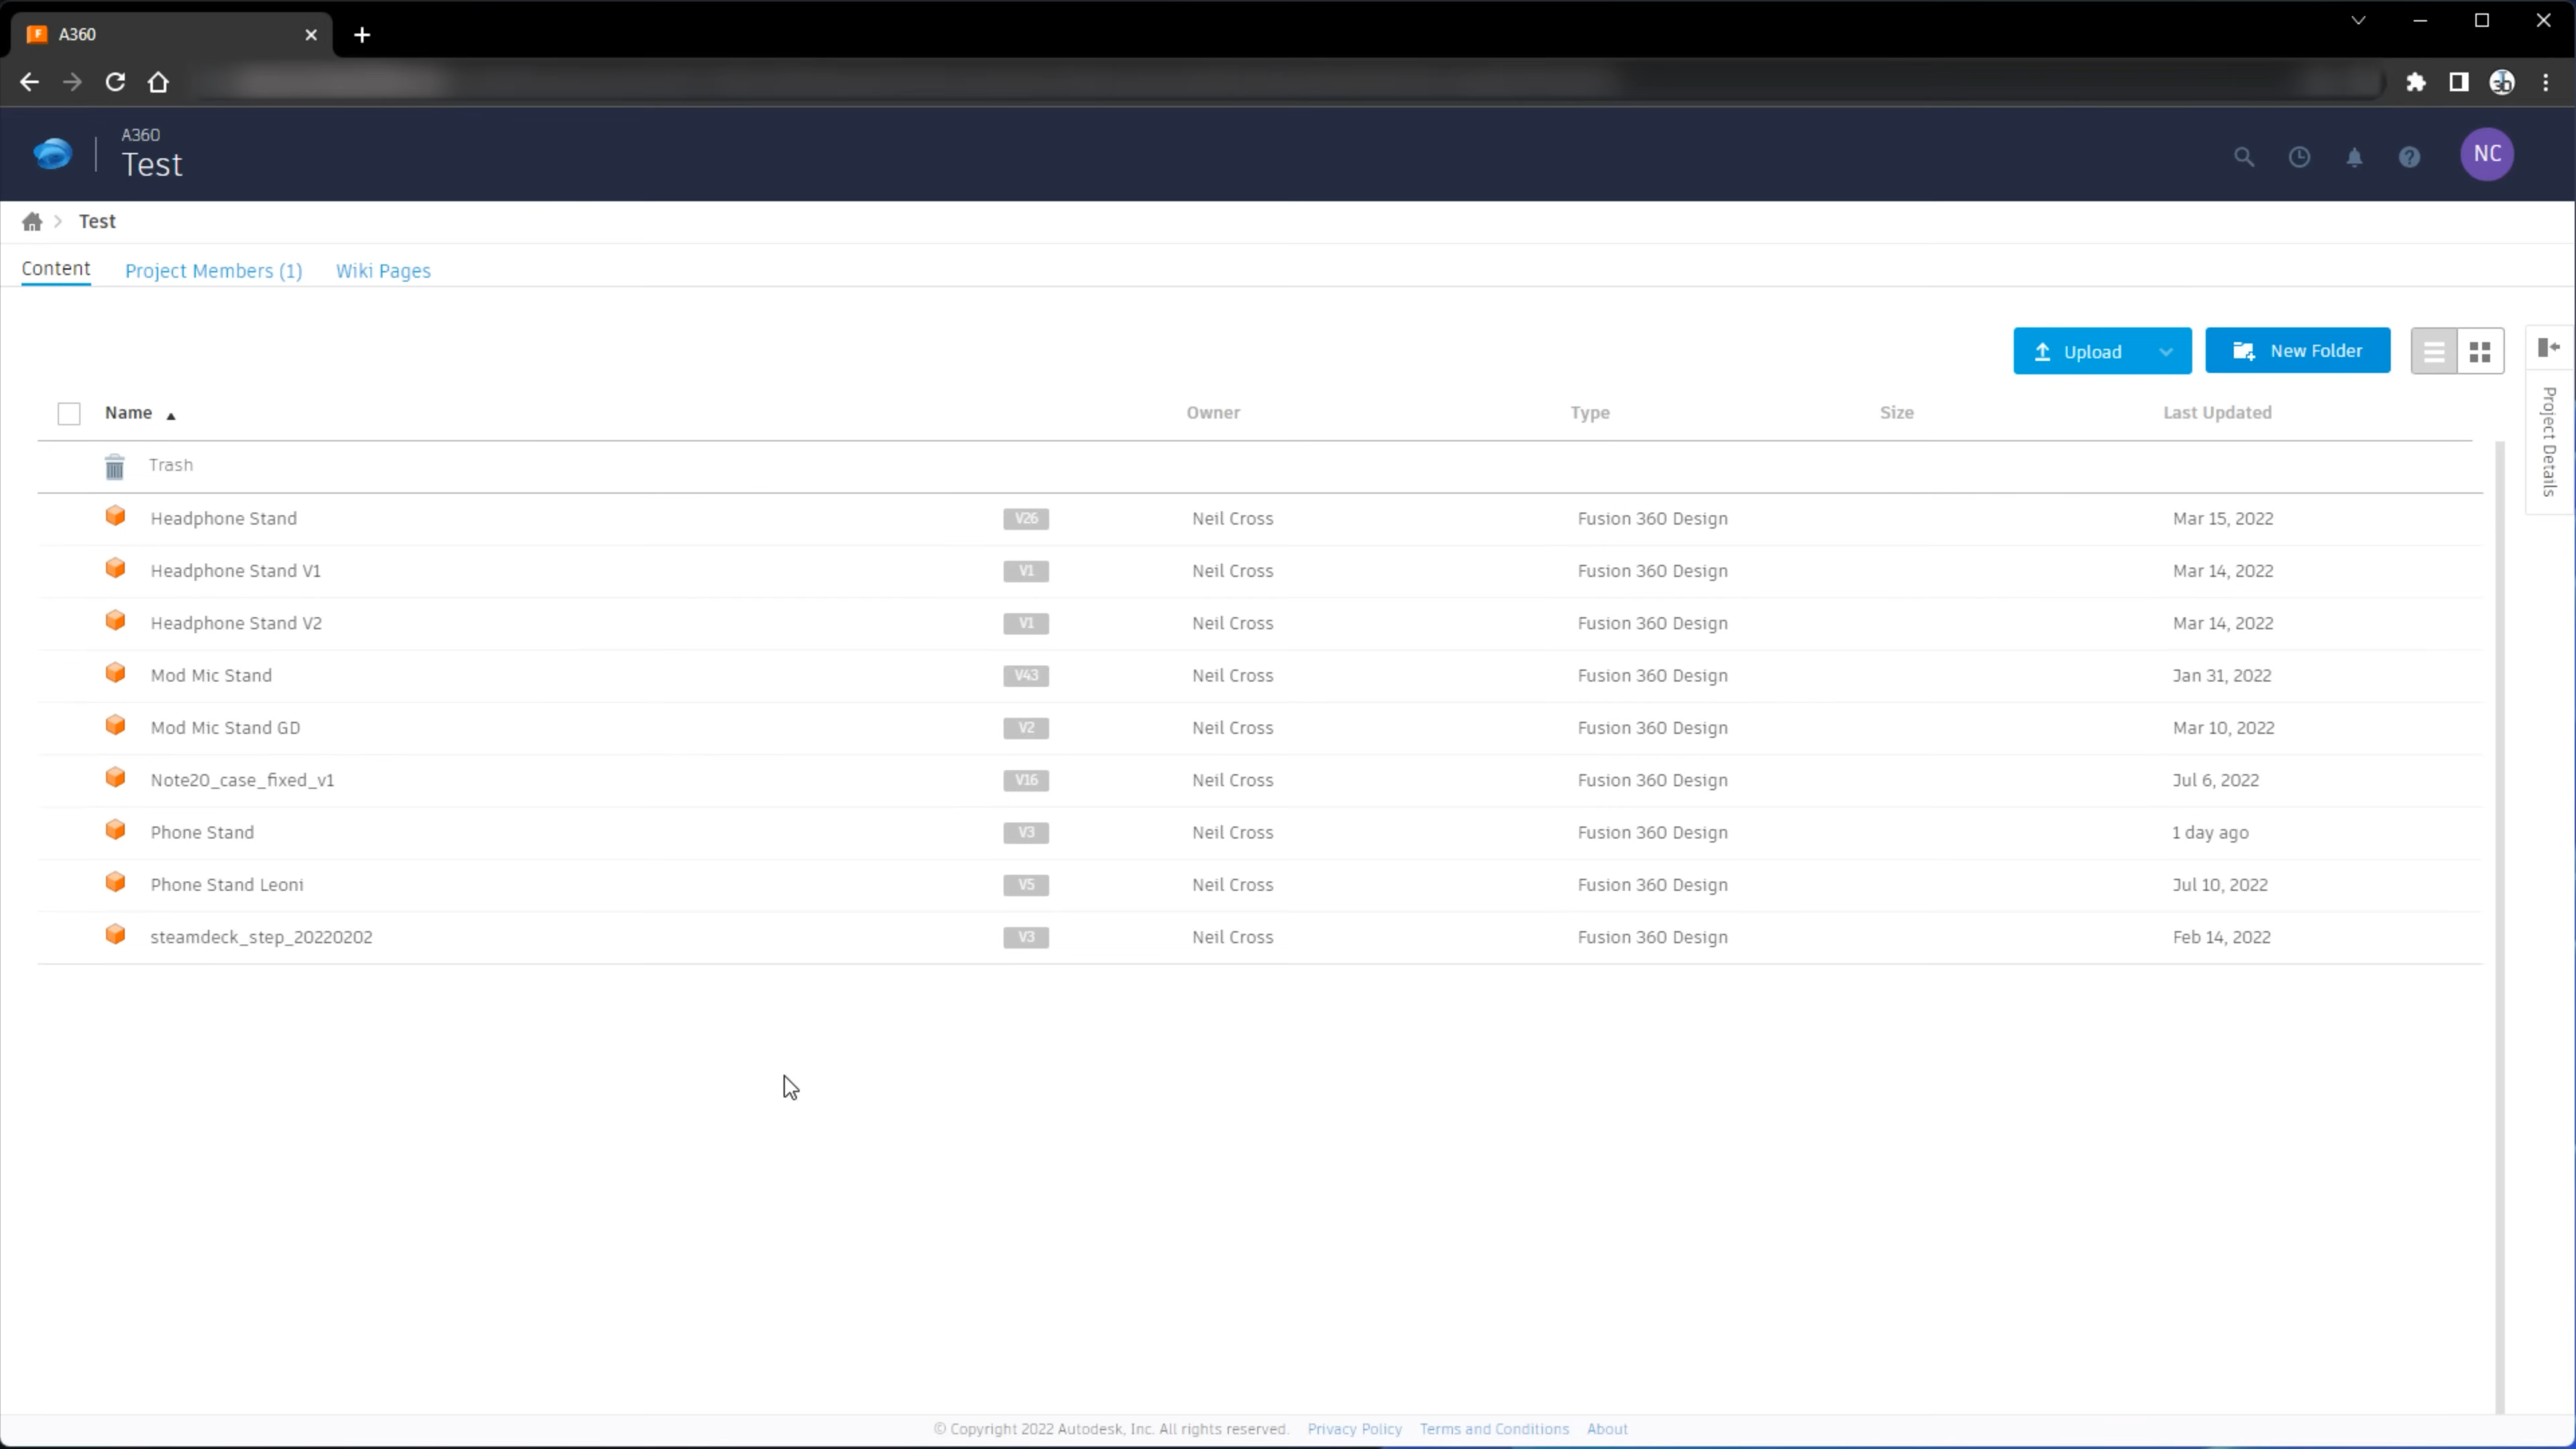 A360
A360
Test
NC
Test
Content Project Members (1) Wiki Pages
Upload New Folder
Project Details
Name Owner Type Size Last Updated
Trash
Headphone Stand V26 Neil Cross Fusion 360 Design Mar 15, 2022
Headphone Stand V1 V1 Neil Cross Fusion 360 Design Mar 14, 2022
Headphone Stand V2 V1 Neil Cross Fusion 360 Design Mar 14, 2022
Mod Mic Stand V43 Neil Cross Fusion 360 Design Jan 31, 2022
Mod Mic Stand GD V2 Neil Cross Fusion 360 Design Mar 10, 2022
Note20_case_fixed_v1 V16 Neil Cross Fusion 360 Design Jul 6, 2022
Phone Stand V3 Neil Cross Fusion 360 Design 1 day ago
Phone Stand Leoni V5 Neil Cross Fusion 360 Design Jul 10, 2022
steamdeck_step_20220202 V3 Neil Cross Fusion 360 Design Feb 14, 2022
© Copyright 2022 Autodesk, Inc. All rights reserved. Privacy Policy Terms and Conditions About